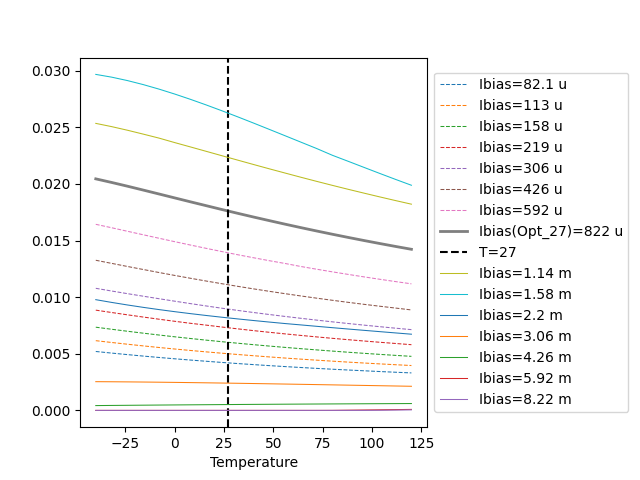 0.030
0.025
0.020
0.015
0.010
0.005
0.000
−25 0 25 50 75 100 125
Temperature
Ibias=82.1 u
Ibias=113 u
Ibias=158 u
Ibias=219 u
Ibias=306 u
Ibias=426 u
Ibias=592 u
Ibias(Opt_27)=822 u
T=27
Ibias=1.14 m
Ibias=1.58 m
Ibias=2.2 m
Ibias=3.06 m
Ibias=4.26 m
Ibias=5.92 m
Ibias=8.22 m